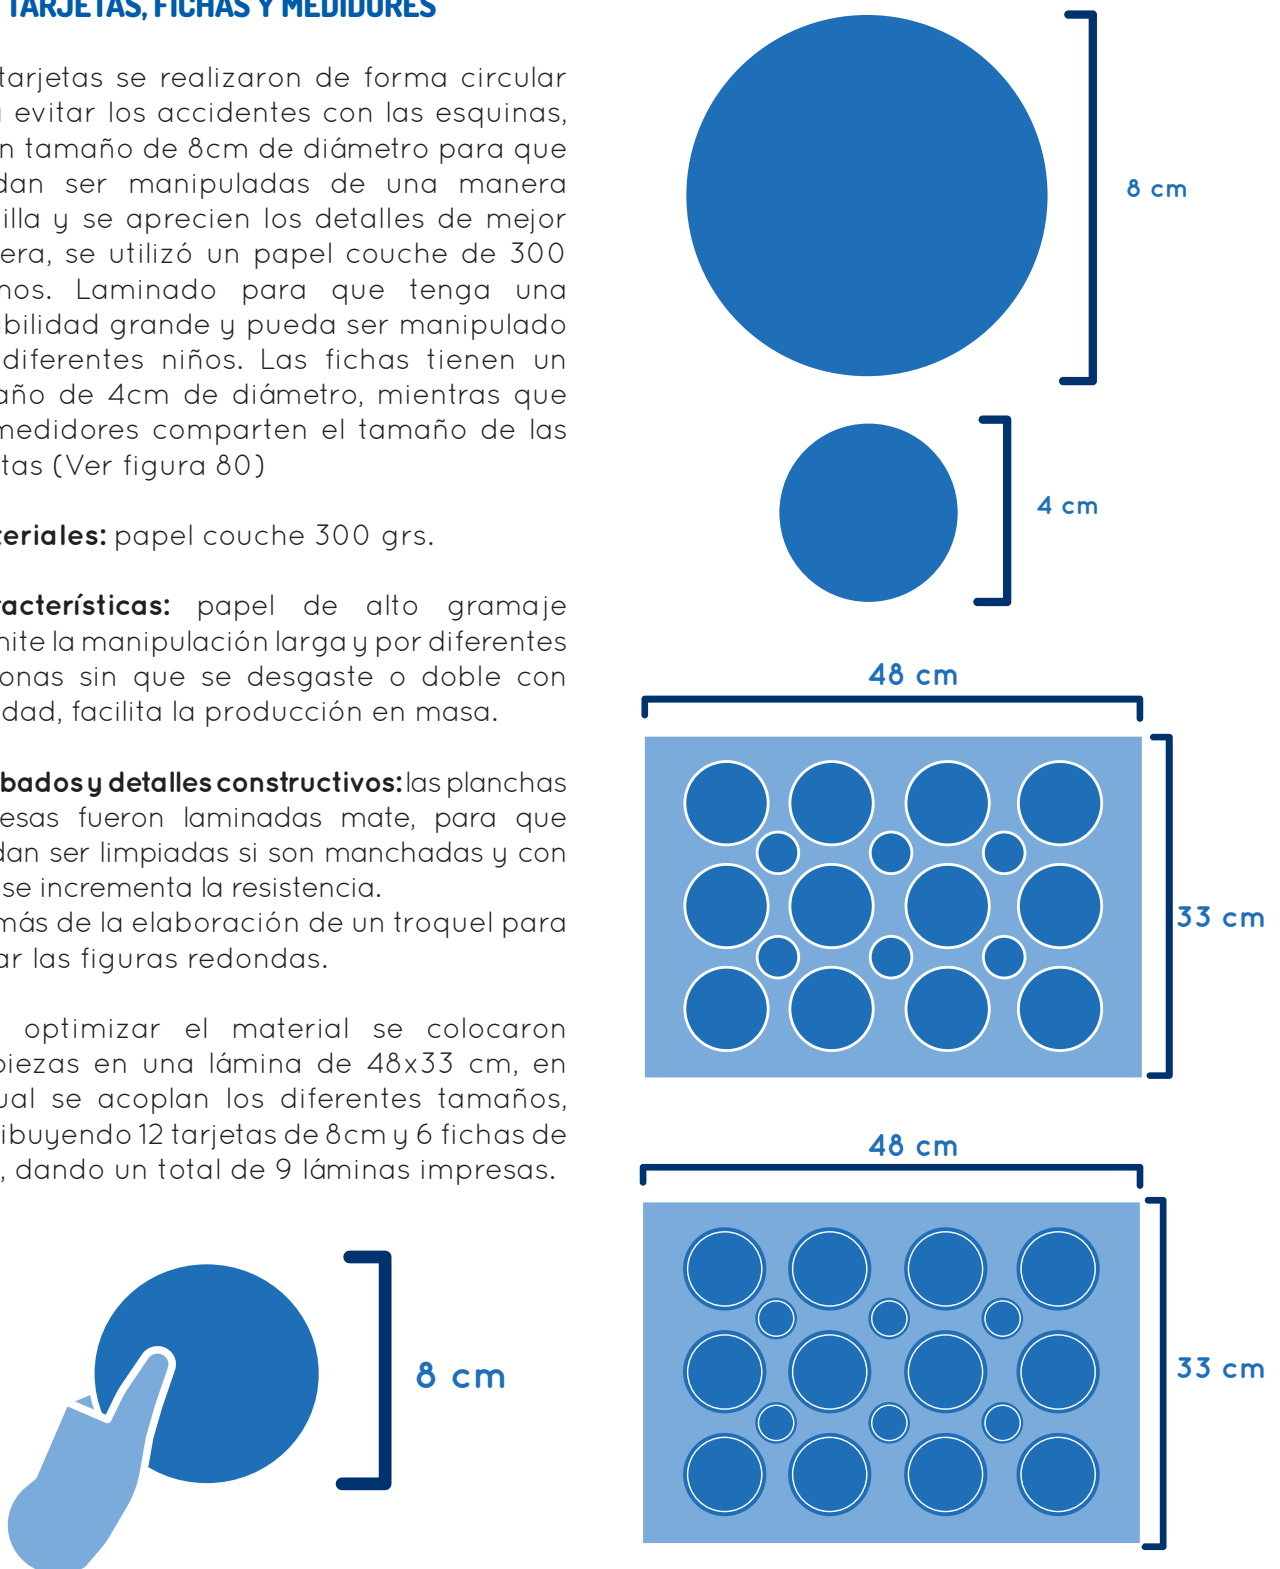 TARJETAS, FICHAS Y MEDIDORES
tarjetas se realizaron de forma circular
evitar los accidentes con las esquinas,
n tamaño de 8cm de diámetro para que
dan ser manipuladas de una manera
illa y se aprecien los detalles de mejor
era, se utilizó un papel couche de 300
nos. Laminado para que tenga una
abilidad grande y pueda ser manipulado
diferentes niños. Las fichas tienen un
año de 4cm de diámetro, mientras que
medidores comparten el tamaño de las
etas (Ver figura 80)
teriales: papel couche 300 grs.
racterísticas: papel de alto gramaje
mite la manipulación larga y por diferentes
onas sin que se desgaste o doble con
idad, facilita la producción en masa.
bados y detalles constructivos: las planchas
esas fueron laminadas mate, para que
dan ser limpiadas si son manchadas y con
se incrementa la resistencia.
más de la elaboración de un troquel para
ar las figuras redondas.
optimizar el material se colocaron
piezas en una lámina de 48x33 cm, en
ual se acoplan los diferentes tamaños,
ribuyendo 12 tarjetas de 8cm y 6 fichas de
, dando un total de 9 láminas impresas.
8 cm
8 cm
4 cm
48 cm
33 cm
48 cm
33 cm